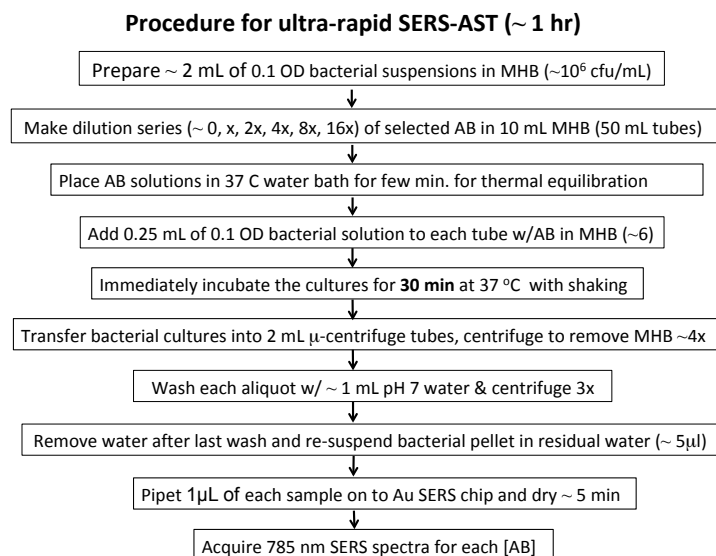 Procedure for ultra-rapid SERS-AST (~ 1 hr)
Prepare ~ 2 mL of 0.1 OD bacterial suspensions in MHB (~10⁶ cfu/mL)
Make dilution series (~ 0, x, 2x, 4x, 8x, 16x) of selected AB in 10 mL MHB (50 mL tubes)
Place AB solutions in 37 C water bath for few min. for thermal equilibration
Add 0.25 mL of 0.1 OD bacterial solution to each tube w/AB in MHB (~6)
Immediately incubate the cultures for 30 min at 37 °C with shaking
Transfer bacterial cultures into 2 mL μ-centrifuge tubes, centrifuge to remove MHB ~4x
Wash each aliquot w/ ~ 1 mL pH 7 water & centrifuge 3x
Remove water after last wash and re-suspend bacterial pellet in residual water (~ 5μl)
Pipet 1μL of each sample on to Au SERS chip and dry ~ 5 min
Acquire 785 nm SERS spectra for each [AB]